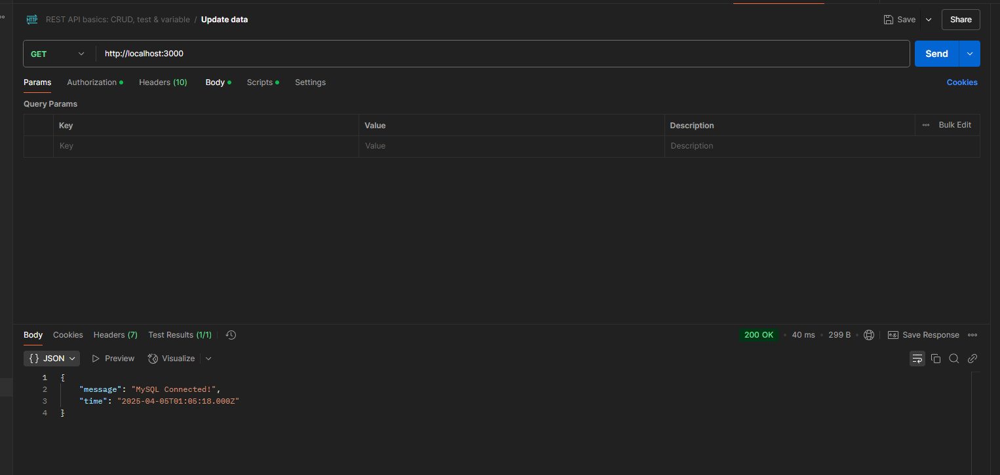 HTTP REST API basics: CRUD, test & variable / Update data Save Share
GET http://localhost:3000 Send
Params Authorization Headers (10) Body Scripts Settings Cookies
Query Params
Key Value Description Bulk Edit
Key Value Description
Body Cookies Headers (7) Test Results (1/1) 200 OK 40 ms 299 B e.g. Save Response
{} JSON Preview Visualize
1 {
2 "message": "MySQL Connected!",
3 "time": "2025-04-05T01:05:18.000Z"
4 }